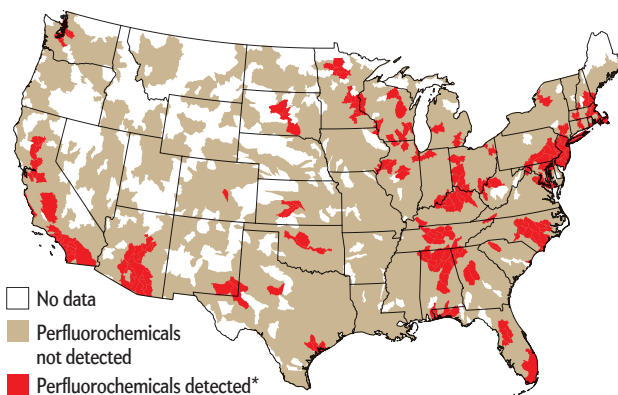 No data
Perfluorochemicals
not detected
Perfluorochemicals detected*